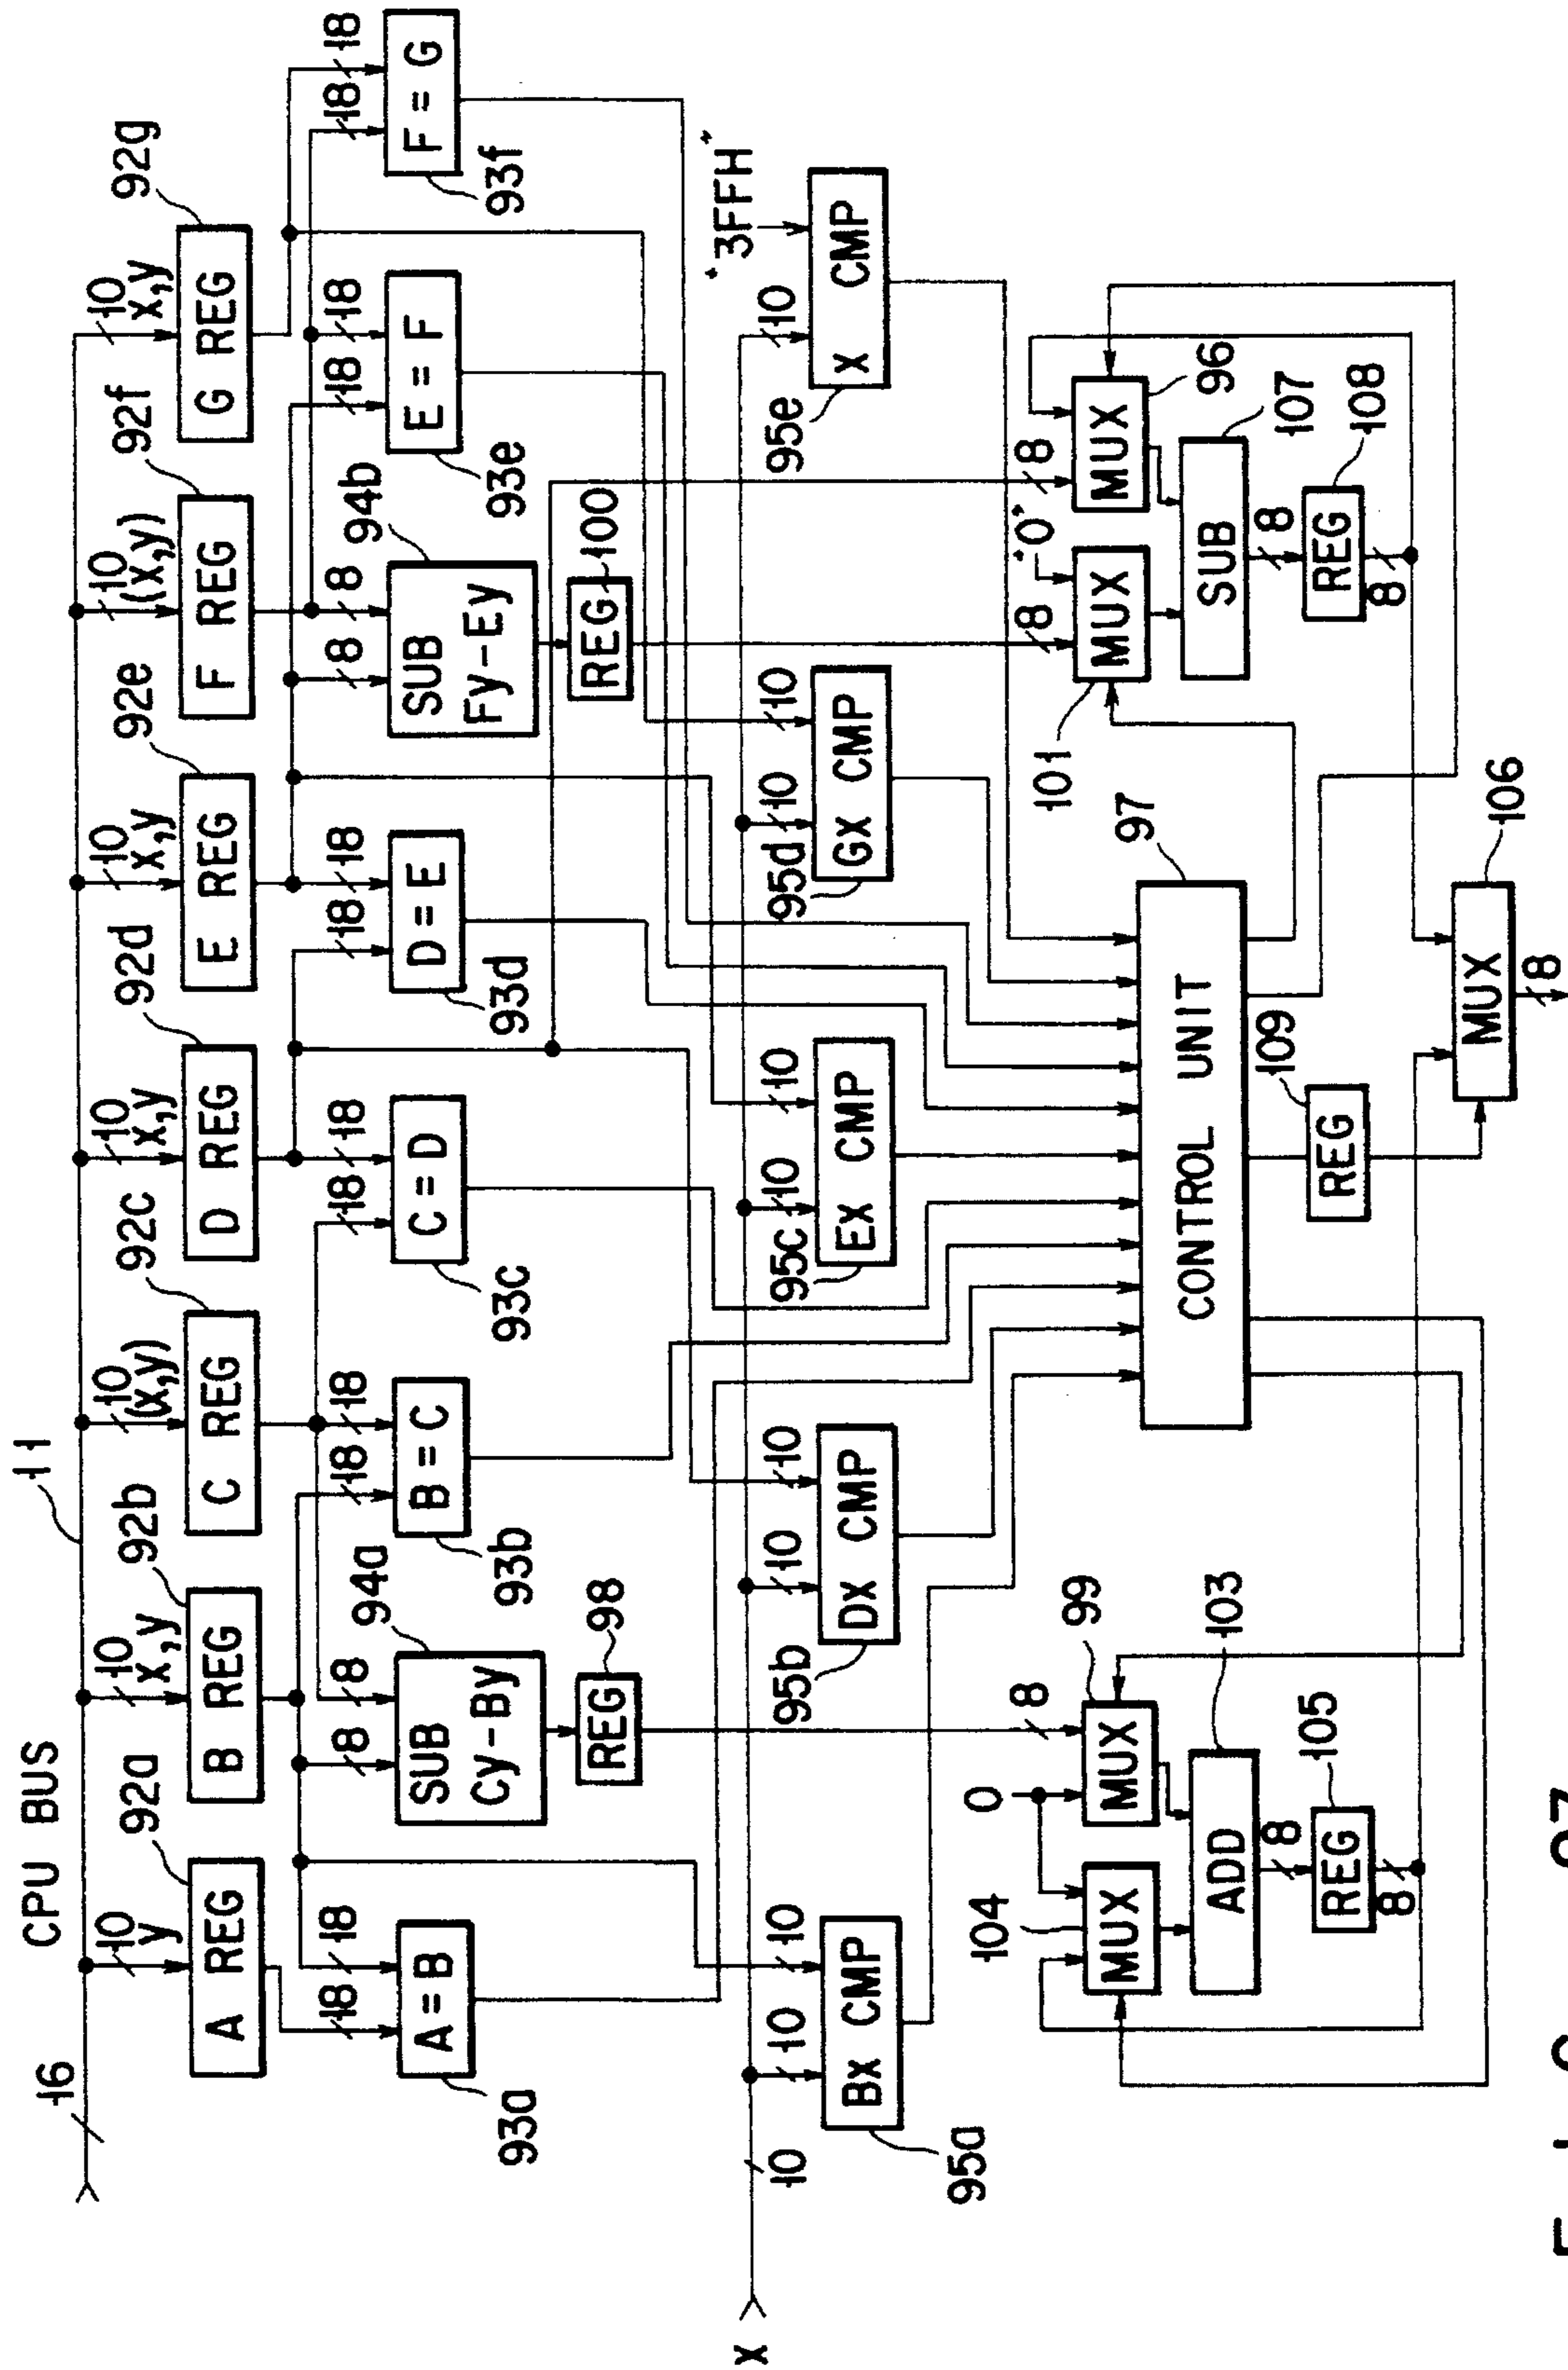 CPU BUS
11
16
10
y
10
x,y
10
(x,y)
10
x,y
10
x,y
10
(x,y)
10
x,y
92a
92b
92c
92d
92e
92f
92g
A REG
B REG
C REG
D REG
E REG
F REG
G REG
18
18
8
8
18
18
18
18
18
18
8
8
18
18
18
18
A = B
93a
SUB
Cy-By
94a
B = C
93b
C = D
93c
D = E
93d
SUB
Fy-Ey
94b
E = F
93e
F = G
93f
REG
98
REG
100
X
10
10
10
10
10
10
10
10
10
10
"3FFH"
BX CMP
95a
DX CMP
95b
EX CMP
95c
GX CMP
95d
X CMP
95e
CONTROL UNIT
97
0
8
104
MUX
MUX
99
ADD
103
8
REG
105
8
REG
109
8
"0"
8
MUX
101
MUX
96
SUB
107
8
REG
108
8
MUX
106
8